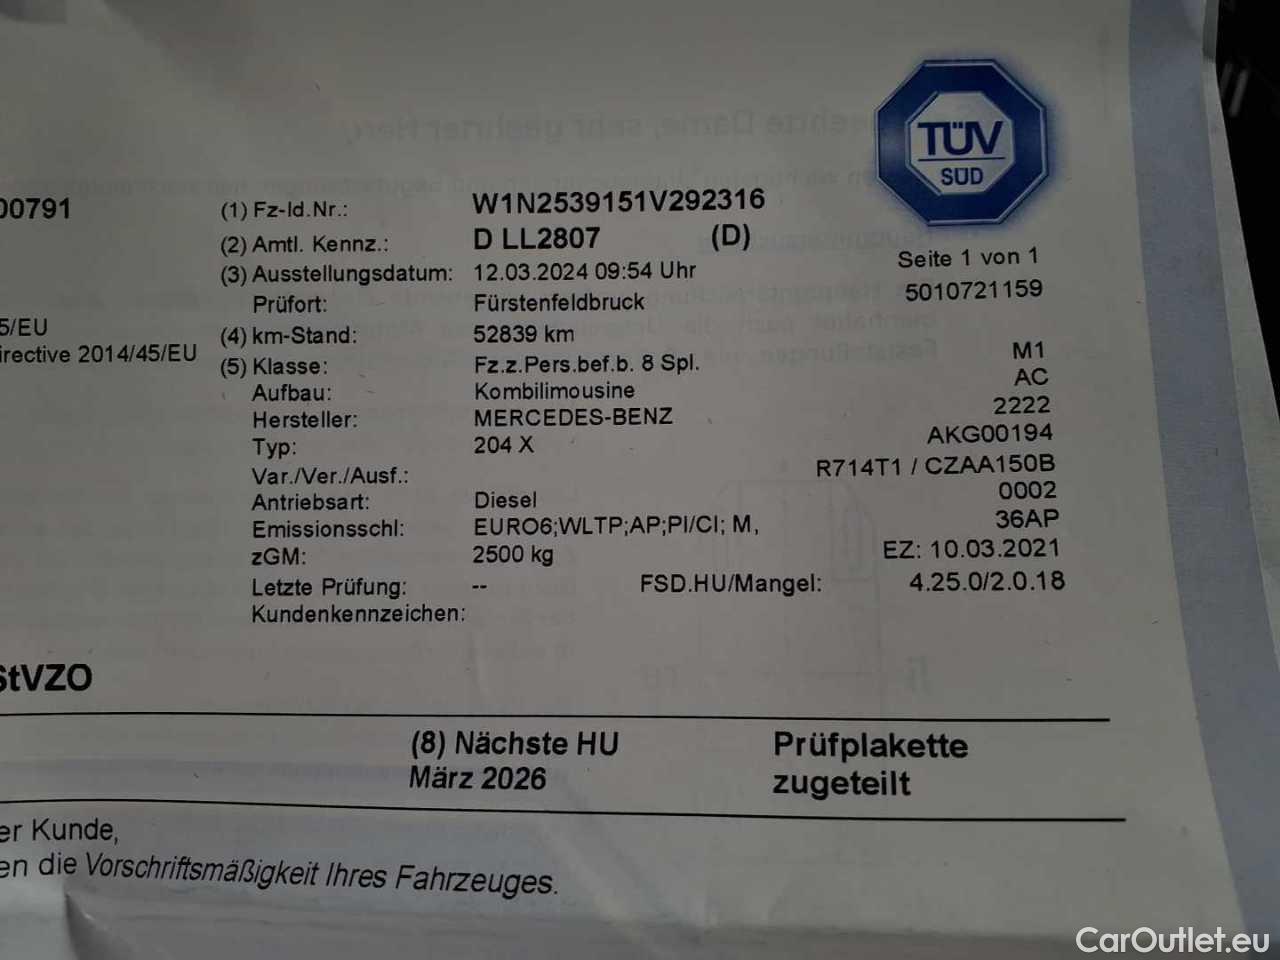 TÜV
SÜD
00791
(1) Fz-Id.Nr.: W1N2539151V292316
(2) Amtl. Kennz.: D LL2807 (D)
Seite 1 von 1
(3) Ausstellungsdatum: 12.03.2024 09:54 Uhr
5010721159
Prüfort: Fürstenfeldbruck
5/EU
(4) km-Stand: 52839 km
irective 2014/45/EU
(5) Klasse: Fz.z.Pers.bef.b. 8 Spl. M1
Aufbau: Kombilimousine AC
Hersteller: MERCEDES-BENZ 2222
Typ: 204 X AKG00194
Var./Ver./Ausf.: R714T1 / CZAA150B
Antriebsart: Diesel 0002
Emissionsschl: EURO6;WLTP;AP;PI/CI; M, 36AP
zGM: 2500 kg EZ: 10.03.2021
Letzte Prüfung: -- FSD.HU/Mangel: 4.25.0/2.0.18
Kundenkennzeichen:
StVZO
(8) Nächste HU Prüfplakette
März 2026 zugeteilt
er Kunde,
en die Vorschriftsmäßigkeit Ihres Fahrzeuges.
CarOutlet.eu